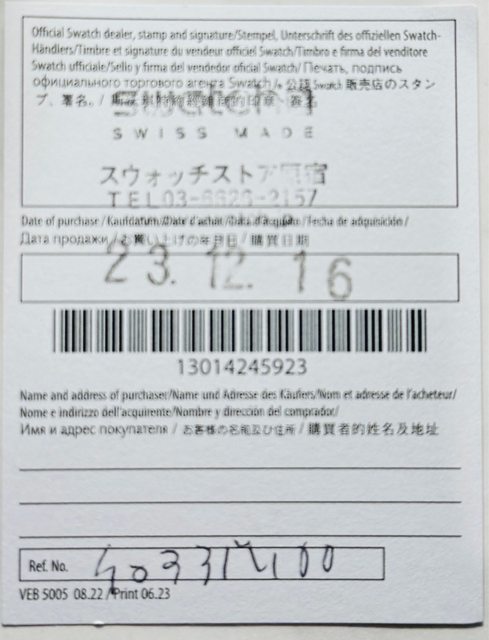 Official Swatch dealer, stamp and signature/Stempel, Unterschrift des offiziellen Swatch-
Händlers/Timbre et signature du vendeur officiel Swatch/Timbro e firma del venditore
Swatch ufficiale/Sello y firma del vendedor oficial Swatch/Печать, подпись
официального торгового агента Swatch/公認 Swatch 販売店のスタン
プ、署名。/
swatch
SWISS MADE
スウォッチストア原宿
TEL03-6620-2157
Date of purchase/Kaufdatum/Date d'achat/Data d'acquisto/Fecha de adquisición/
Дата продажи/お買い上げの年月日/購買日期
23. 12. 16
13014245923
Name and address of purchaser/Name und Adresse des Käufers/Nom et adresse de l'acheteur/
Nome e indirizzo dell'acquirente/Nombre y dirección del comprador/
Имя и адрес покупателя / お客様の名前及び住所 / 購買者的姓名及地址
Ref. No. SO33M100
VEB 5005 08.22 / Print 06.23